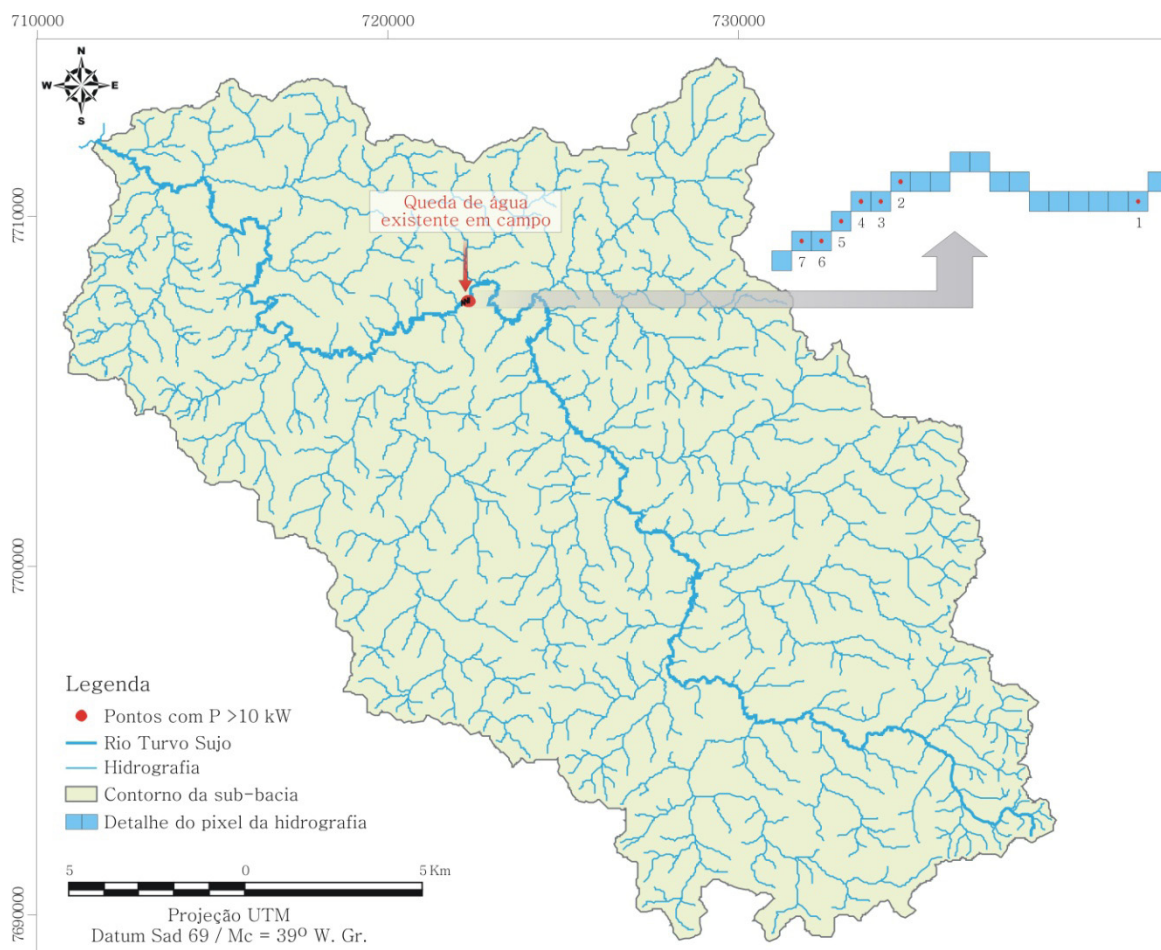 710000
720000
730000
N
W
E
S
7710000
7700000
7690000
Queda de água
existente em campo
1
2
3
4
5
6
7
Legenda
Pontos com P >10 kW
Rio Turvo Sujo
Hidrografia
Contorno da sub-bacia
Detalhe do pixel da hidrografia
5
0
5 Km
Projeção UTM
Datum Sad 69 / Mc = 39º W. Gr.